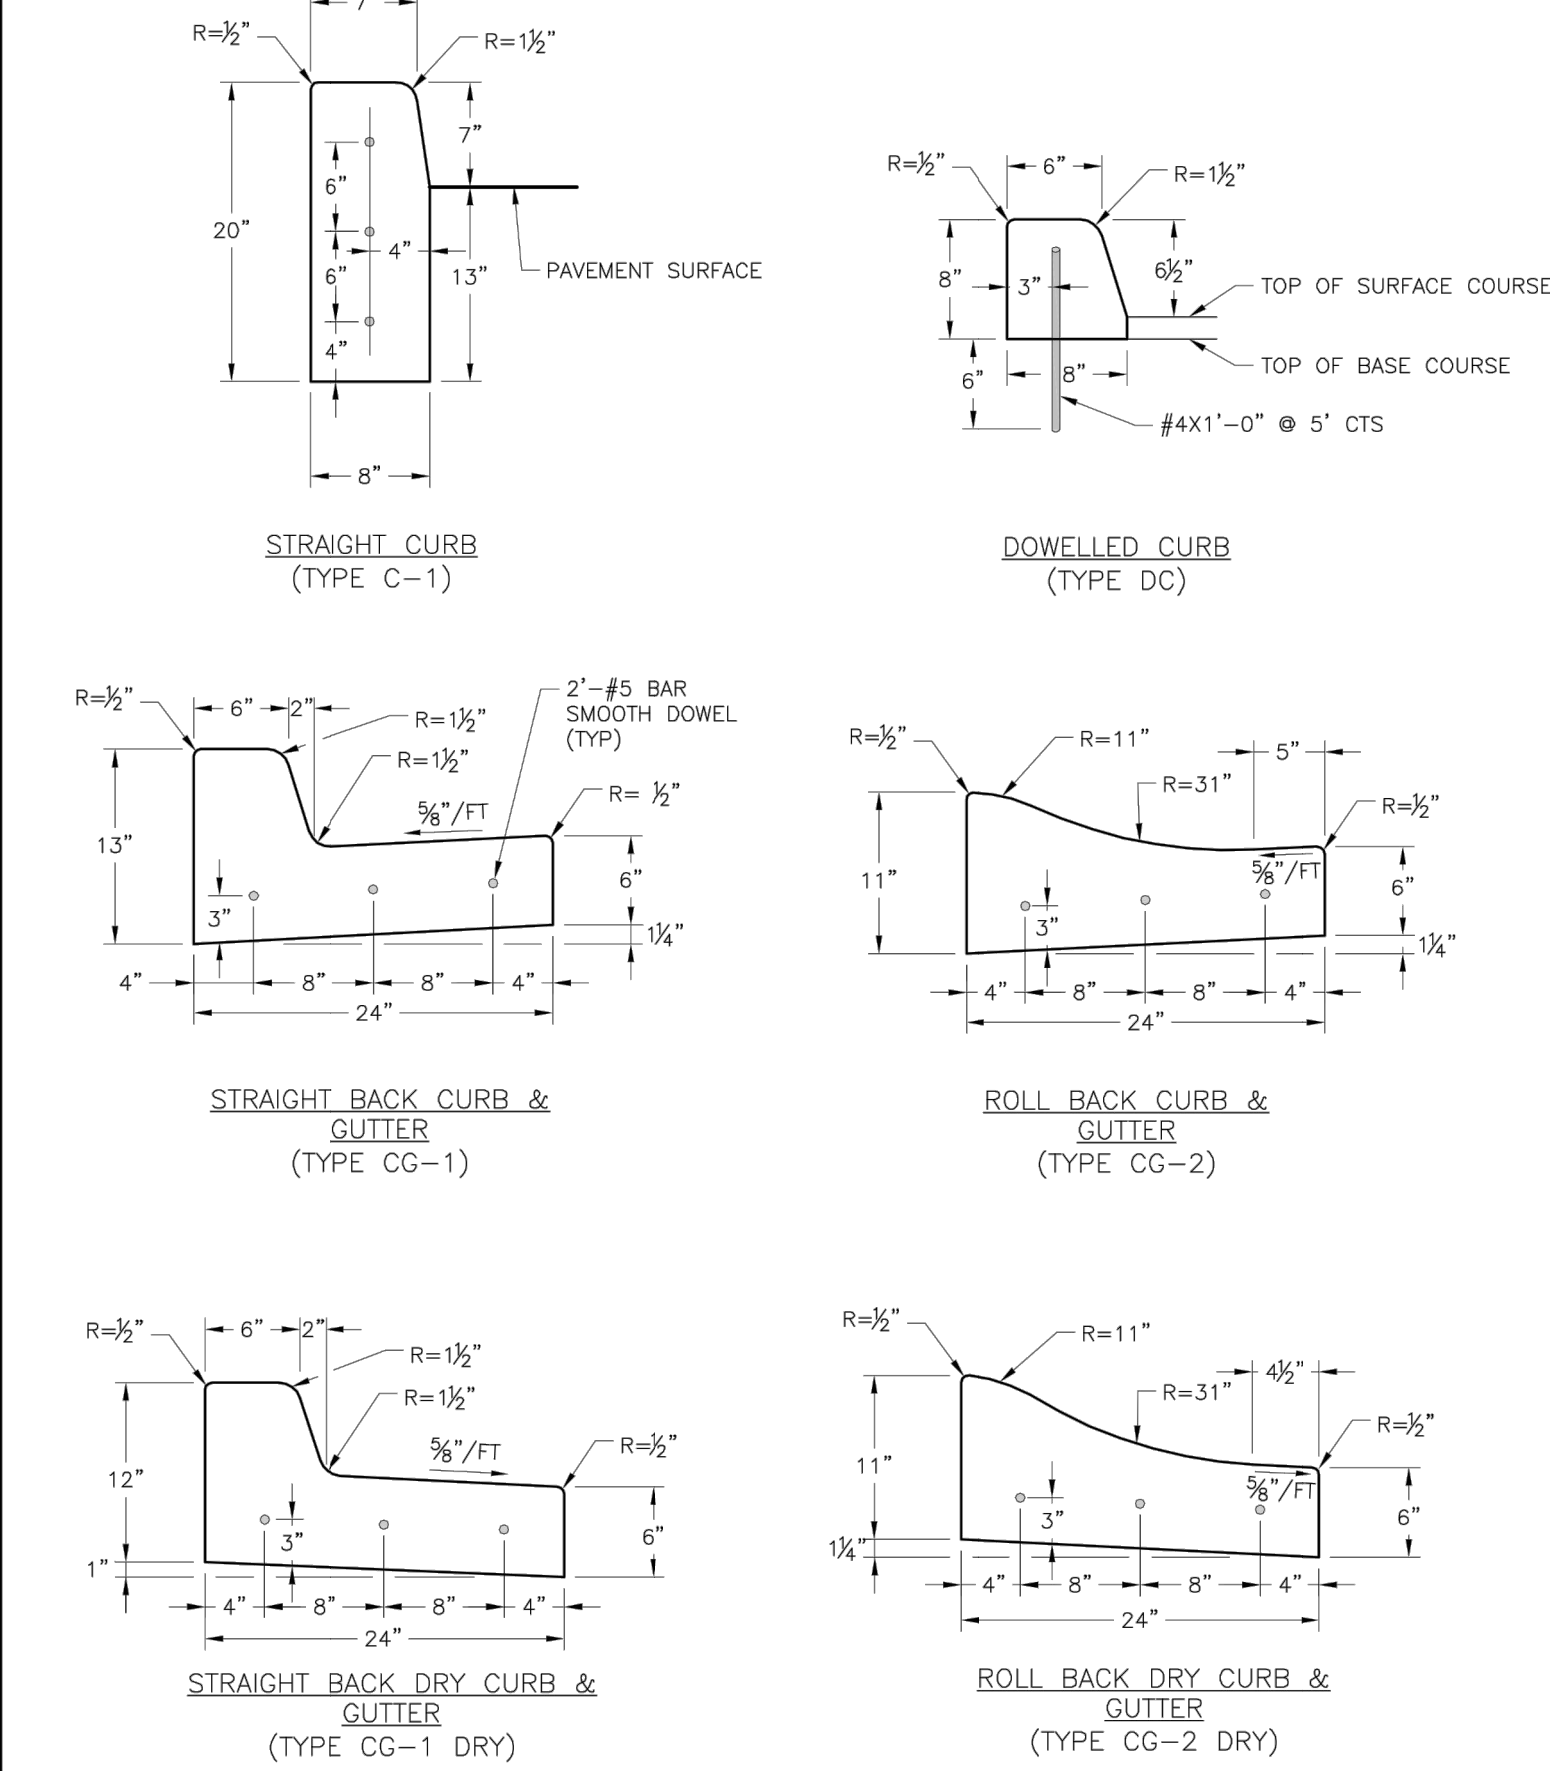 7"
R=½"
R=1½"
7"
6"
20"
4"
6"
13"
PAVEMENT SURFACE
4"
8"
STRAIGHT CURB
(TYPE C-1)
R=½"
6"
R=1½"
8"
3"
6½"
TOP OF SURFACE COURSE
TOP OF BASE COURSE
6"
8"
#4X1'-0" @ 5' CTS
DOWELLED CURB
(TYPE DC)
R=½"
6"
2"
R=1½"
R=1½"
2'-#5 BAR
SMOOTH DOWEL
(TYP)
R= ½"
⅝"/FT
13"
6"
3"
1¼"
4"
8"
8"
4"
24"
STRAIGHT BACK CURB &
GUTTER
(TYPE CG-1)
R=½"
R=11"
5"
R=31"
R=½"
⅝"/FT
11"
6"
3"
1¼"
4"
8"
8"
4"
24"
ROLL BACK CURB &
GUTTER
(TYPE CG-2)
R=½"
6"
2"
R=1½"
R=1½"
⅝"/FT
R=½"
12"
3"
6"
1"
4"
8"
8"
4"
24"
STRAIGHT BACK DRY CURB &
GUTTER
(TYPE CG-1 DRY)
R=½"
R=11"
4½"
R=31"
R=½"
11"
⅝"/FT
3"
6"
1¼"
4"
8"
8"
4"
24"
ROLL BACK DRY CURB &
GUTTER
(TYPE CG-2 DRY)